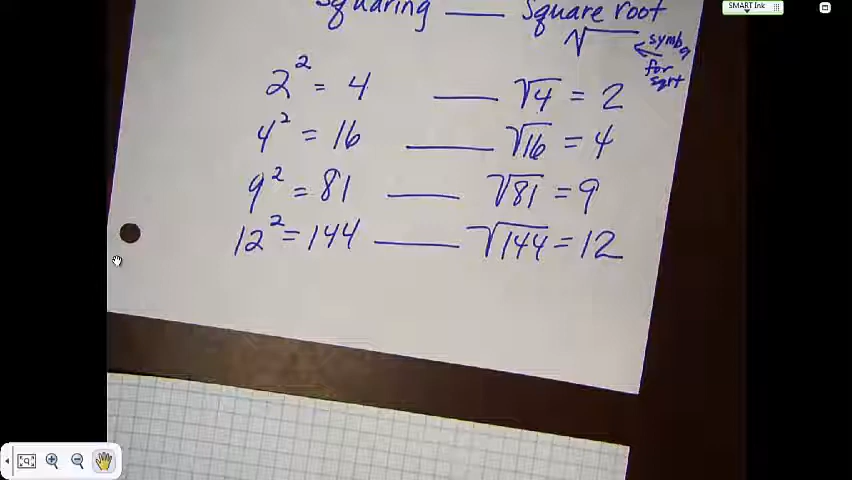 SMART Ink
Squaring — Square root
√ ← symbol
for
sqrt
2² = 4 — √4 = 2
4² = 16 — √16 = 4
9² = 81 — √81 = 9
12² = 144 — √144 = 12